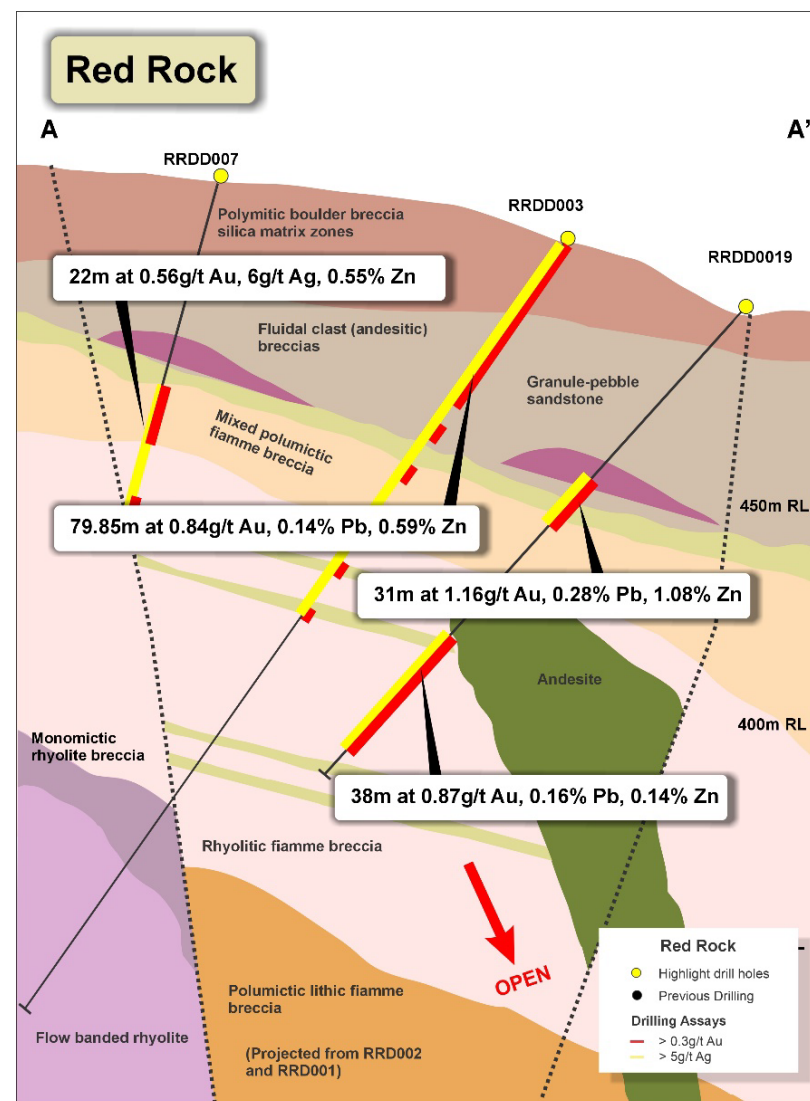 Red Rock
A
A'
RRDD007
RRDD003
RRDD0019
Polymitic boulder breccia
silica matrix zones
22m at 0.56g/t Au, 6g/t Ag, 0.55% Zn
Fluidal clast (andesitic)
breccias
Granule-pebble
sandstone
Mixed polumictic
fiamme breccia
450m RL
79.85m at 0.84g/t Au, 0.14% Pb, 0.59% Zn
31m at 1.16g/t Au, 0.28% Pb, 1.08% Zn
Andesite
400m RL
Monomictic
rhyolite breccia
38m at 0.87g/t Au, 0.16% Pb, 0.14% Zn
Rhyolitic fiamme breccia
OPEN
Polumictic lithic fiamme
breccia
(Projected from RRD002
and RRD001)
Flow banded rhyolite
Red Rock
Highlight drill holes
Previous Drilling
Drilling Assays
> 0.3g/t Au
> 5g/t Ag